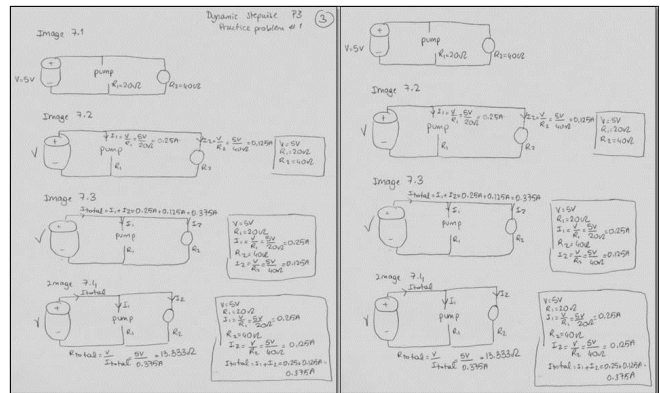 Dynamic Stepwise P3
Practice problem #1
3
Image 7.1
V=5V
pump
R₁=20Ω
R₂=40Ω
Image 7.2
I₁=V/R₁=5V/20Ω=0.25A
I₂=V/R₂=5V/40Ω=0.125A
V
pump
R₁
R₂
V=5V
R₁=20Ω
R₂=40Ω
Image 7.3
Itotal=I₁+I₂=0.25A+0.125A=0.375A
I₁
I₂
V
pump
R₁
R₂
V=5V
R₁=20Ω
I₁=V/R₁=5V/20Ω=0.25A
R₂=40Ω
I₂=V/R₂=5V/40Ω=0.125A
Image 7.4
Itotal
I₁
I₂
V
pump
R₁
R₂
Rtotal=V/Itotal 5V/0.375A=13.333Ω
V=5V
R₁=20Ω
I₁=V/R₁=5V/20Ω=0.25A
R₂=40Ω
I₂=V/R₂=5V/40Ω=0.125A
Itotal=I₁+I₂=0.25+0.125A=
0.375A
V=5V
pump
R₁=20Ω
R₂=40Ω
Image 7.2
I₁=V/R₁=5V/20Ω=0.25A
I₂=V/R₂=5V/40Ω=0.125A
V
pump
R₁
R₂
V=5V
R₁=20Ω
R₂=40Ω
Image 7.3
Itotal=I₁+I₂=0.25A+0.125A=0.375A
I₁
I₂
V
pump
R₁
R₂
V=5V
R₁=20Ω
I₁=V/R₁=5V/20Ω=0.25A
R₂=40Ω
I₂=V/R₂=5V/40Ω=0.125A
Image 7.4
Itotal
I₁
I₂
V
pump
R₁
R₂
Rtotal=V/Itotal 5V/0.375A=13.333Ω
V=5V
R₁=20Ω
I₁=V/R₁=5V/20Ω=0.25A
R₂=40Ω
I₂=V/R₂=5V/40Ω=0.125A
Itotal=I₁+I₂=0.25+0.125A=
0.375A